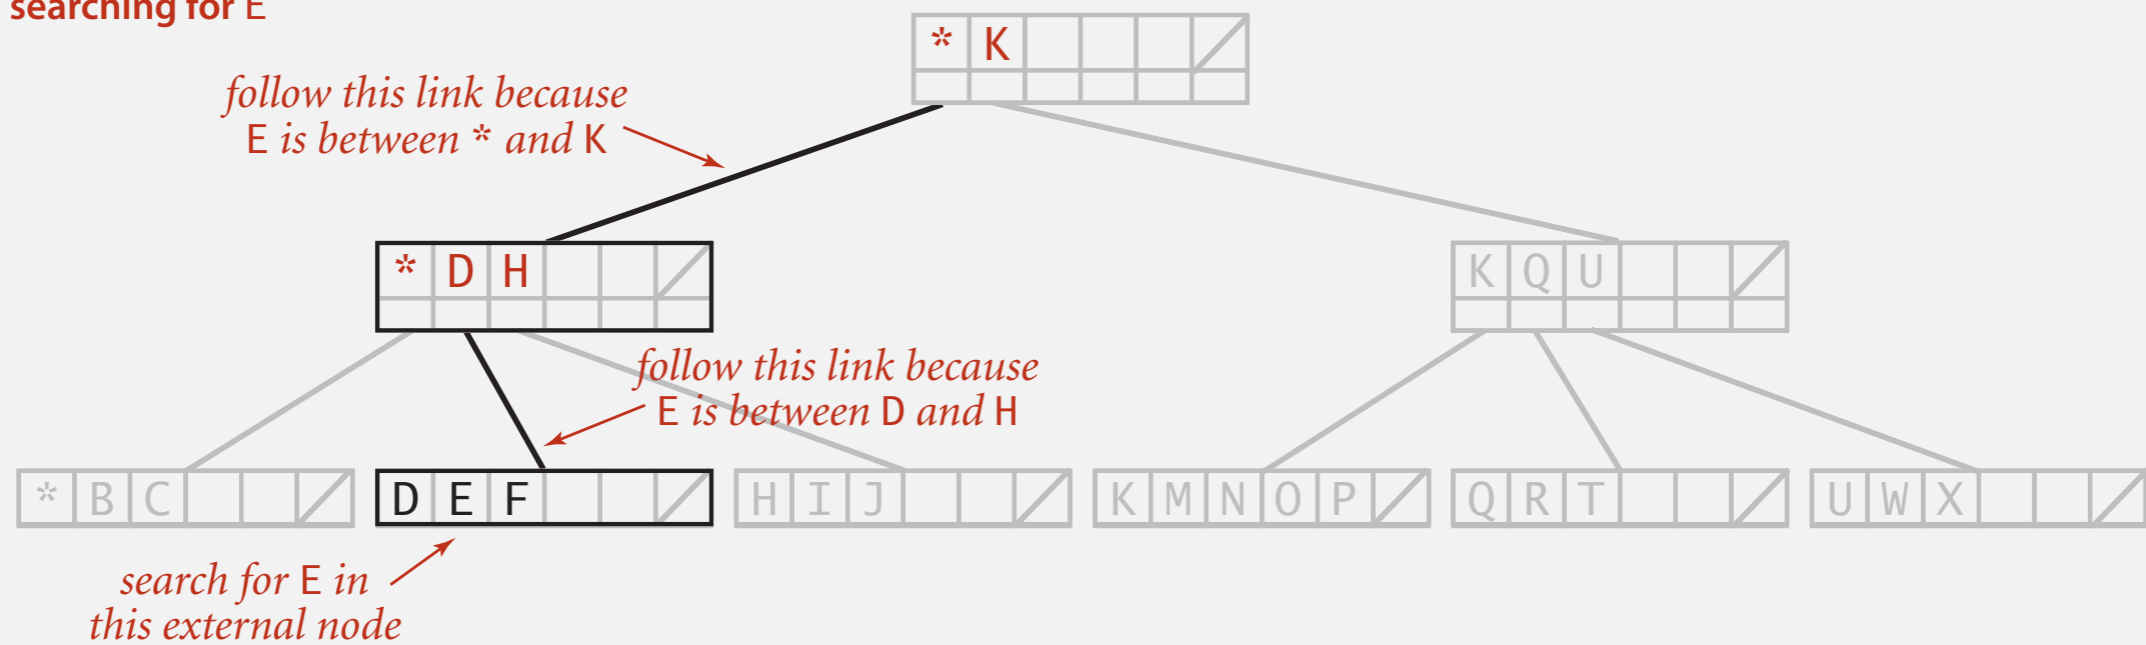 searching for E
* K
follow this link because
E is between * and K
* D H
K Q U
follow this link because
E is between D and H
* B C
D E F
H I J
K M N O P
Q R T
U W X
search for E in
this external node